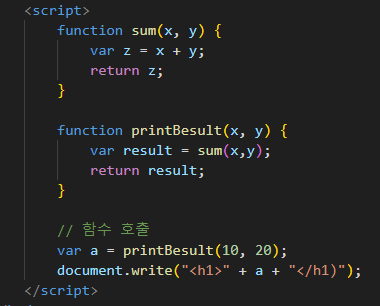 <script>
function sum(x, y) {
var z = x + y;
return z;
}
function printBesult(x, y) {
var result = sum(x,y);
return result;
}
// 함수 호출
var a = printBesult(10, 20);
document.write("<h1>" + a + "</h1)");
</script>